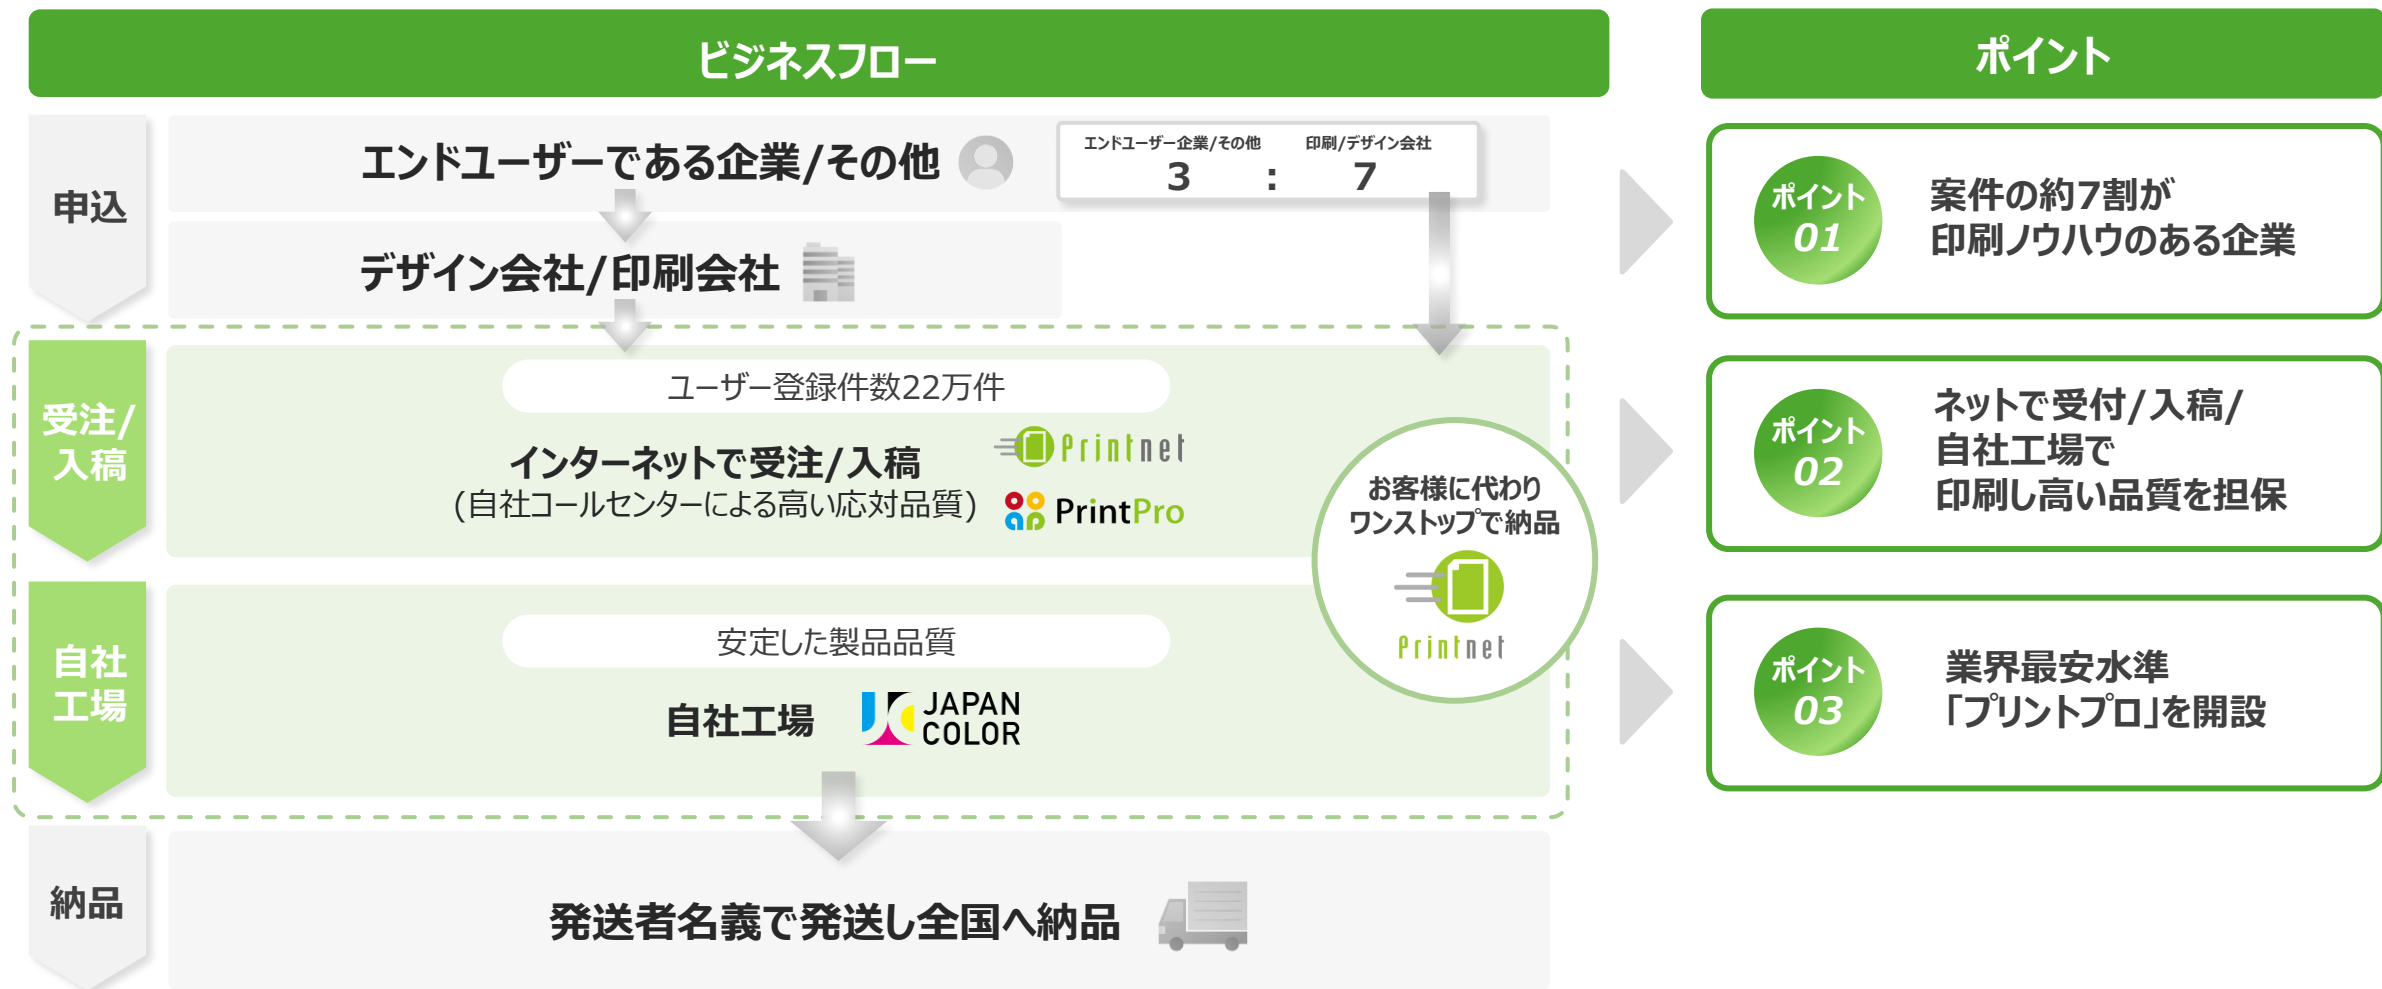 ビジネスフロー
ポイント
申込
エンドユーザーである企業/その他
エンドユーザー企業/その他 印刷/デザイン会社
3 : 7
デザイン会社/印刷会社
ポイント
01
案件の約7割が
印刷ノウハウのある企業
受注/
入稿
ユーザー登録件数22万件
インターネットで受注/入稿
(自社コールセンターによる高い応対品質)
Printnet
PrintPro
お客様に代わり
ワンストップで納品
Printnet
ポイント
02
ネットで受付/入稿/
自社工場で
印刷し高い品質を担保
自社
工場
安定した製品品質
自社工場
JAPAN
COLOR
ポイント
03
業界最安水準
「プリントプロ」を開設
納品
発送者名義で発送し全国へ納品